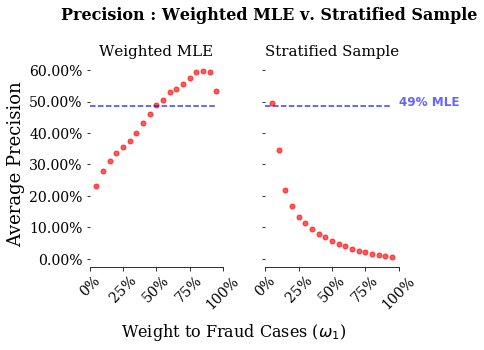 Precision : Weighted MLE v. Stratified Sample
Weighted MLE
Stratified Sample
Average Precision
60.00%
50.00%
40.00%
30.00%
20.00%
10.00%
0.00%
49% MLE
0% 25% 50% 75% 100%
0% 25% 50% 75% 100%
Weight to Fraud Cases (ω₁)